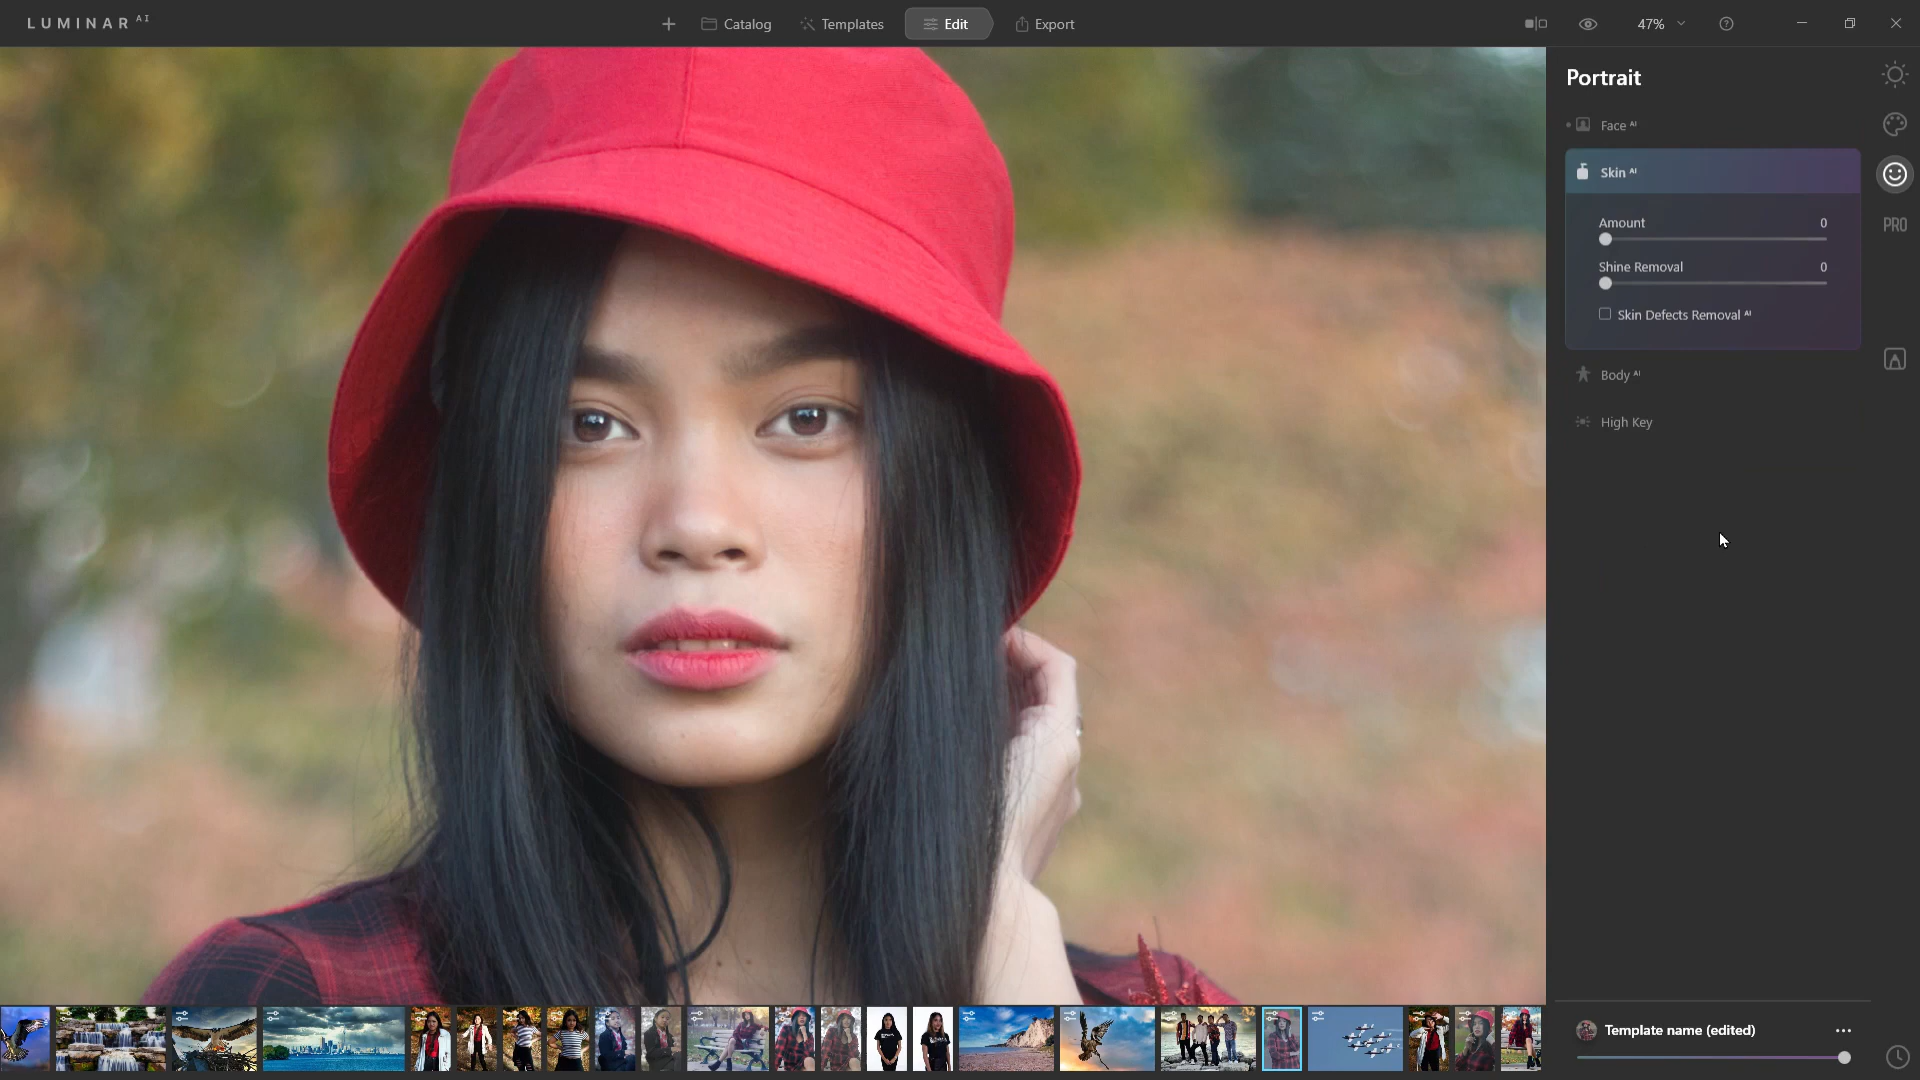 LUMINAR AI
Catalog
Templates
Edit
Export
47%
Portrait
Face AI
Skin AI
Amount 0
Shine Removal 0
Skin Defects Removal AI
Body AI
High Key
PRO
Template name (edited)